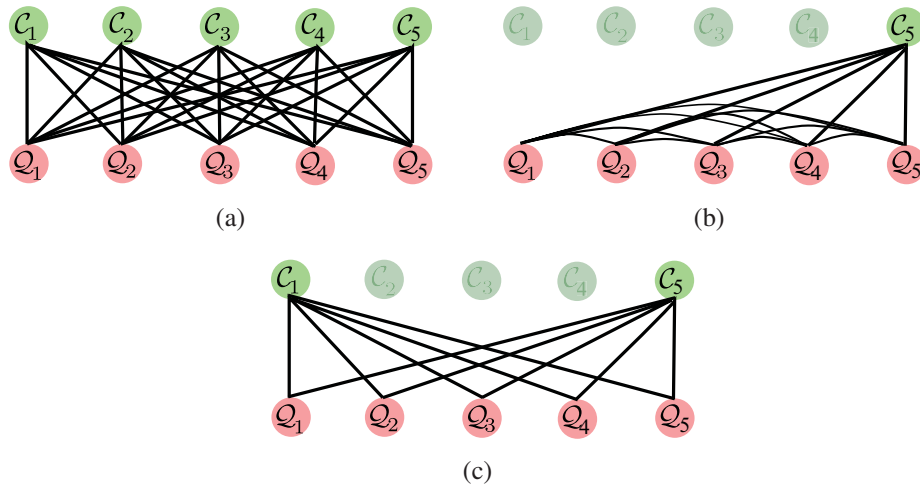 𝒞₁ 𝒞₂ 𝒞₃ 𝒞₄ 𝒞₅ 𝒞₁ 𝒞₂ 𝒞₃ 𝒞₄ 𝒞₅
𝒬₁ 𝒬₂ 𝒬₃ 𝒬₄ 𝒬₅ 𝒬₁ 𝒬₂ 𝒬₃ 𝒬₄ 𝒬₅
(a) (b)
𝒞₁ 𝒞₂ 𝒞₃ 𝒞₄ 𝒞₅
𝒬₁ 𝒬₂ 𝒬₃ 𝒬₄ 𝒬₅
(c)